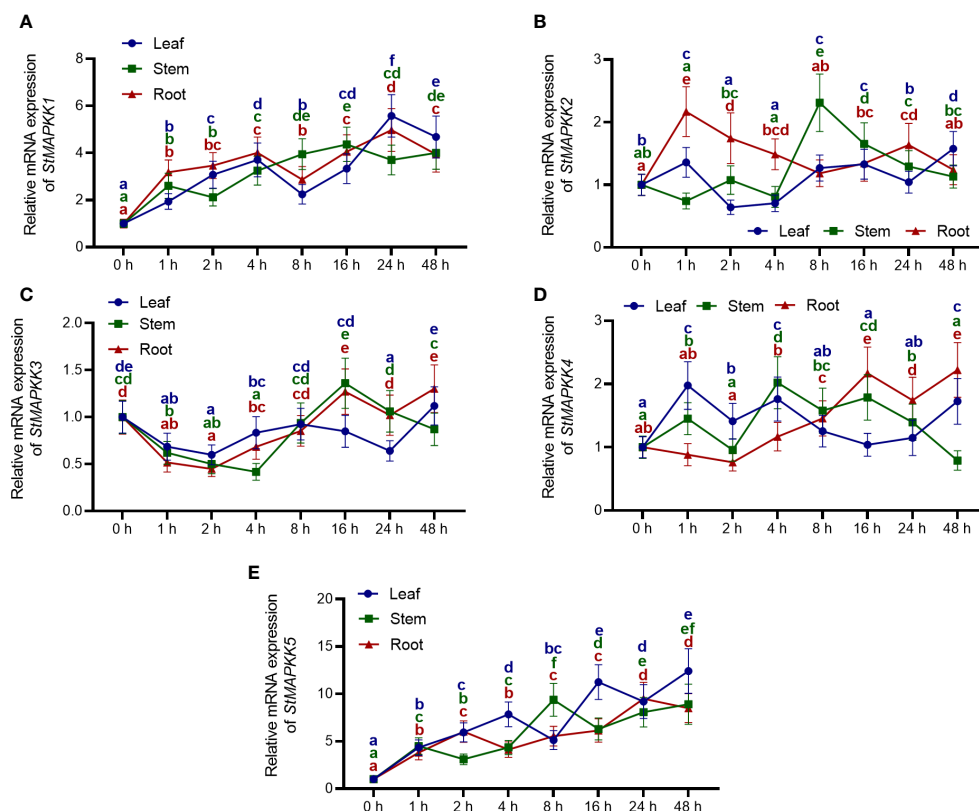 A
Relative mRNA expression
of StMAPKK1
Leaf
Stem
Root
8
6
4
2
0
a
a
a
b
b
b
c
b
bc
d
c
c
b
de
b
cd
e
c
f
cd
d
e
de
c
0 h 1 h 2 h 4 h 8 h 16 h 24 h 48 h
B
Relative mRNA expression
of StMAPKK2
3
2
1
0
b
ab
a
c
a
e
a
bc
d
a
a
bcd
c
e
ab
c
d
bc
b
c
cd
d
bc
ab
Leaf Stem Root
0 h 1 h 2 h 4 h 8 h 16 h 24 h 48 h
C
Relative mRNA expression
of StMAPKK3
Leaf
Stem
Root
2.0
1.5
1.0
0.5
0.0
de
cd
d
ab
b
ab
a
ab
a
bc
a
bc
cd
cd
cd
cd
e
e
a
d
d
e
c
e
0 h 1 h 2 h 4 h 8 h 16 h 24 h 48 h
D
Relative mRNA expression
of StMAPKK4
Leaf Stem Root
3
2
1
0
a
a
ab
c
b
ab
b
a
a
c
d
b
ab
bc
c
a
cd
e
ab
b
d
c
a
e
0 h 1 h 2 h 4 h 8 h 16 h 24 h 48 h
E
Relative mRNA expression
of StMAPKK5
Leaf
Stem
Root
20
15
10
5
0
a
a
a
b
c
b
c
b
c
d
c
b
bc
f
c
e
d
c
d
e
d
e
ef
d
0 h 1 h 2 h 4 h 8 h 16 h 24 h 48 h